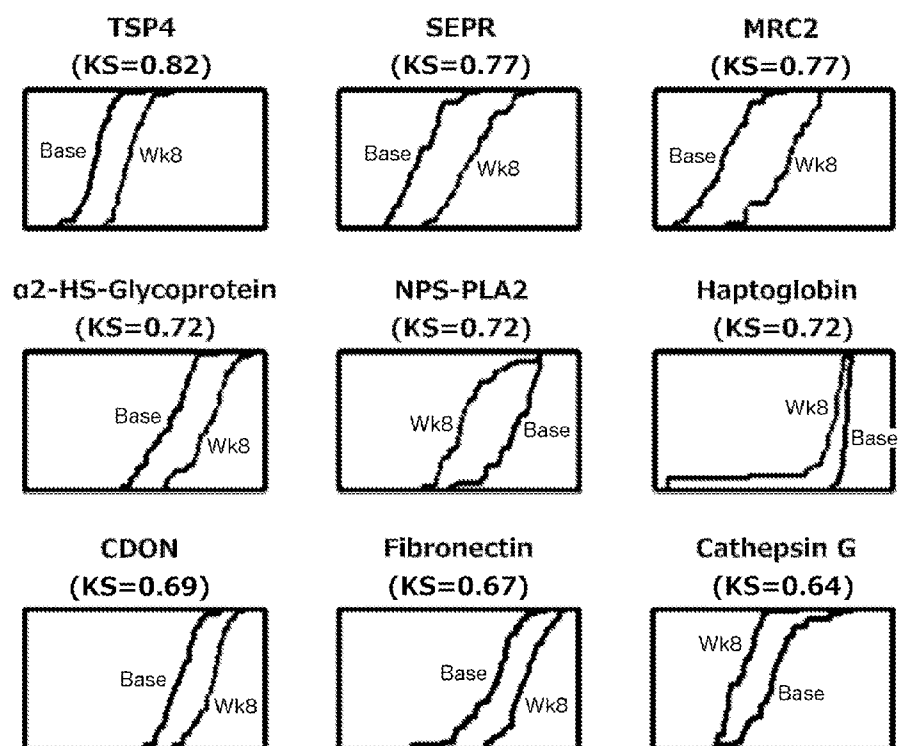 TSP4
(KS=0.82)
SEPR
(KS=0.77)
MRC2
(KS=0.77)
Base
Wk8
Base
Wk8
Base
Wk8
α2-HS-Glycoprotein
(KS=0.72)
NPS-PLA2
(KS=0.72)
Haptoglobin
(KS=0.72)
Base
Wk8
Wk8
Base
Wk8
Base
CDON
(KS=0.69)
Fibronectin
(KS=0.67)
Cathepsin G
(KS=0.64)
Base
Wk8
Base
Wk8
Wk8
Base